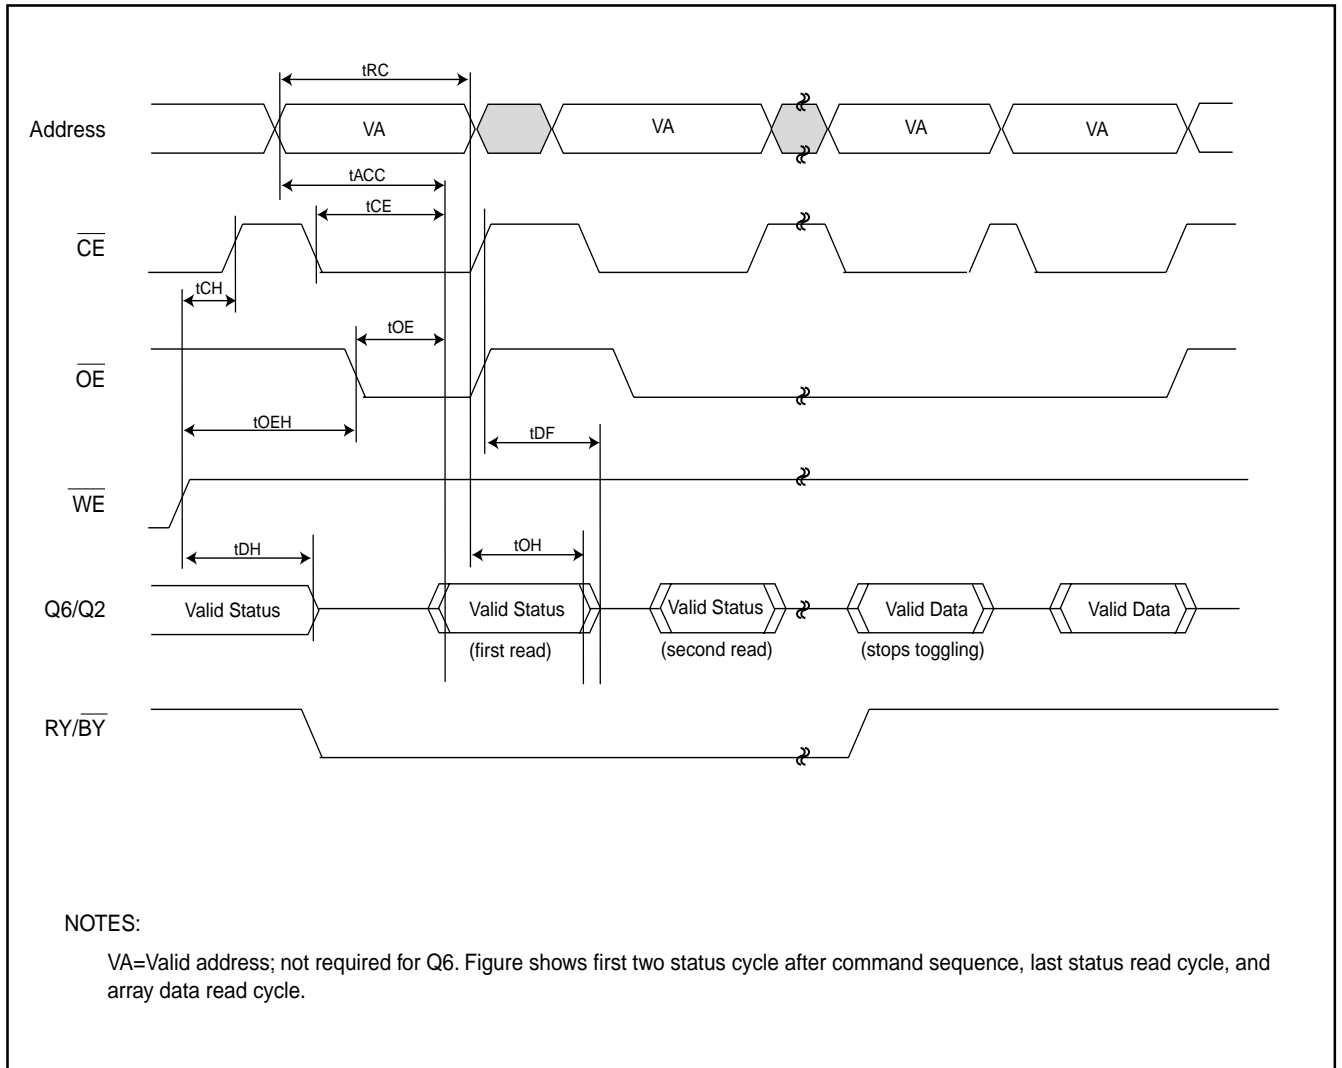 tRC
Address
VA
VA
VA
VA
tACC
tCE
CE
tCH
tOE
OE
tOEH
tDF
WE
tDH
tOH
Q6/Q2
Valid Status
Valid Status
Valid Status
Valid Data
Valid Data
(first read)
(second read)
(stops toggling)
RY/BY
NOTES:
VA=Valid address; not required for Q6. Figure shows first two status cycle after command sequence, last status read cycle, and
array data read cycle.